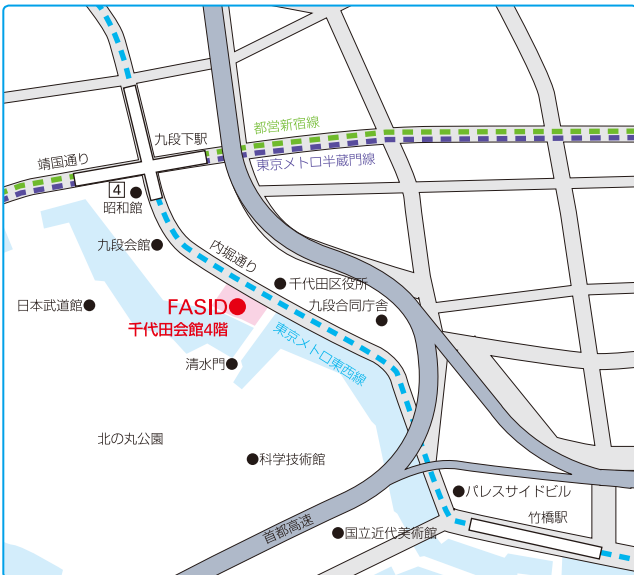 都営新宿線
九段下駅
靖国通り
東京メトロ半蔵門線
4
昭和館
九段会館
内堀通り
千代田区役所
日本武道館
FASID
九段合同庁舎
千代田会館4階
東京メトロ東西線
清水門
北の丸公園
科学技術館
パレスサイドビル
首都高速
竹橋駅
国立近代美術館